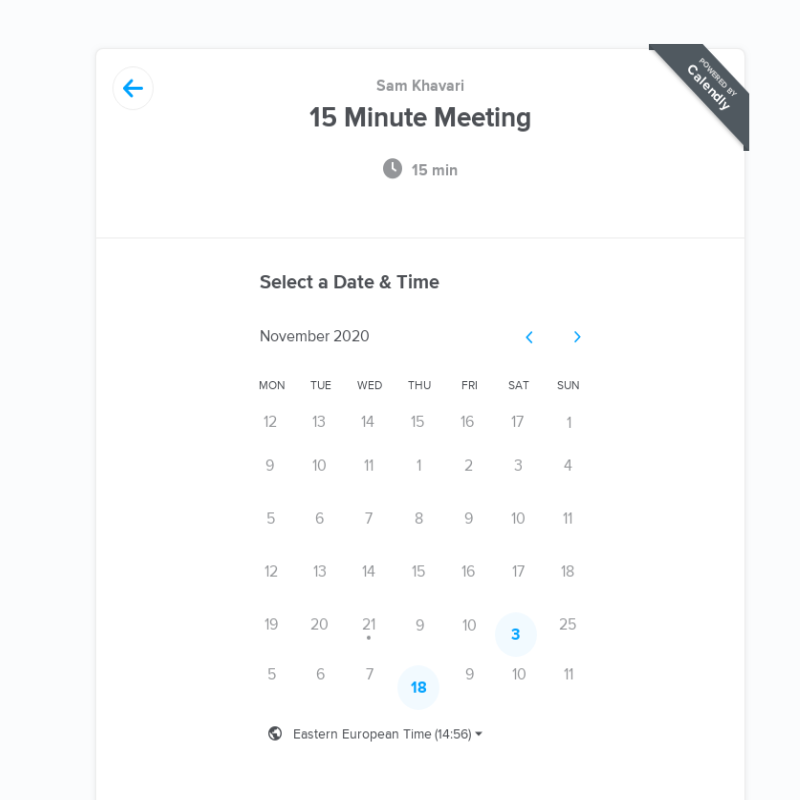 POWERED BY
Calendly
Sam Khavari
15 Minute Meeting
15 min
Select a Date & Time
November 2020
MON TUE WED THU FRI SAT SUN
12 13 14 15 16 17 1
9 10 11 1 2 3 4
5 6 7 8 9 10 11
12 13 14 15 16 17 18
19 20 21 9 10 3 25
5 6 7 18 9 10 11
Eastern European Time (14:56)